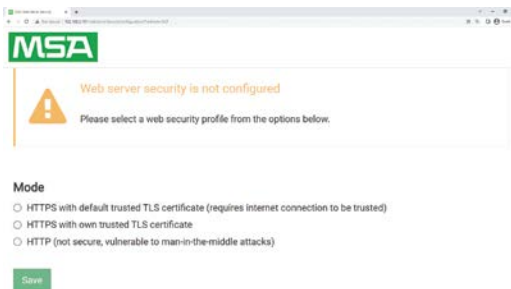 MSA
Web server security is not configured
Please select a web security profile from the options below.
Mode
HTTPS with default trusted TLS certificate (requires internet connection to be trusted)
HTTPS with own trusted TLS certificate
HTTP (not secure, vulnerable to man-in-the-middle attacks)
Save